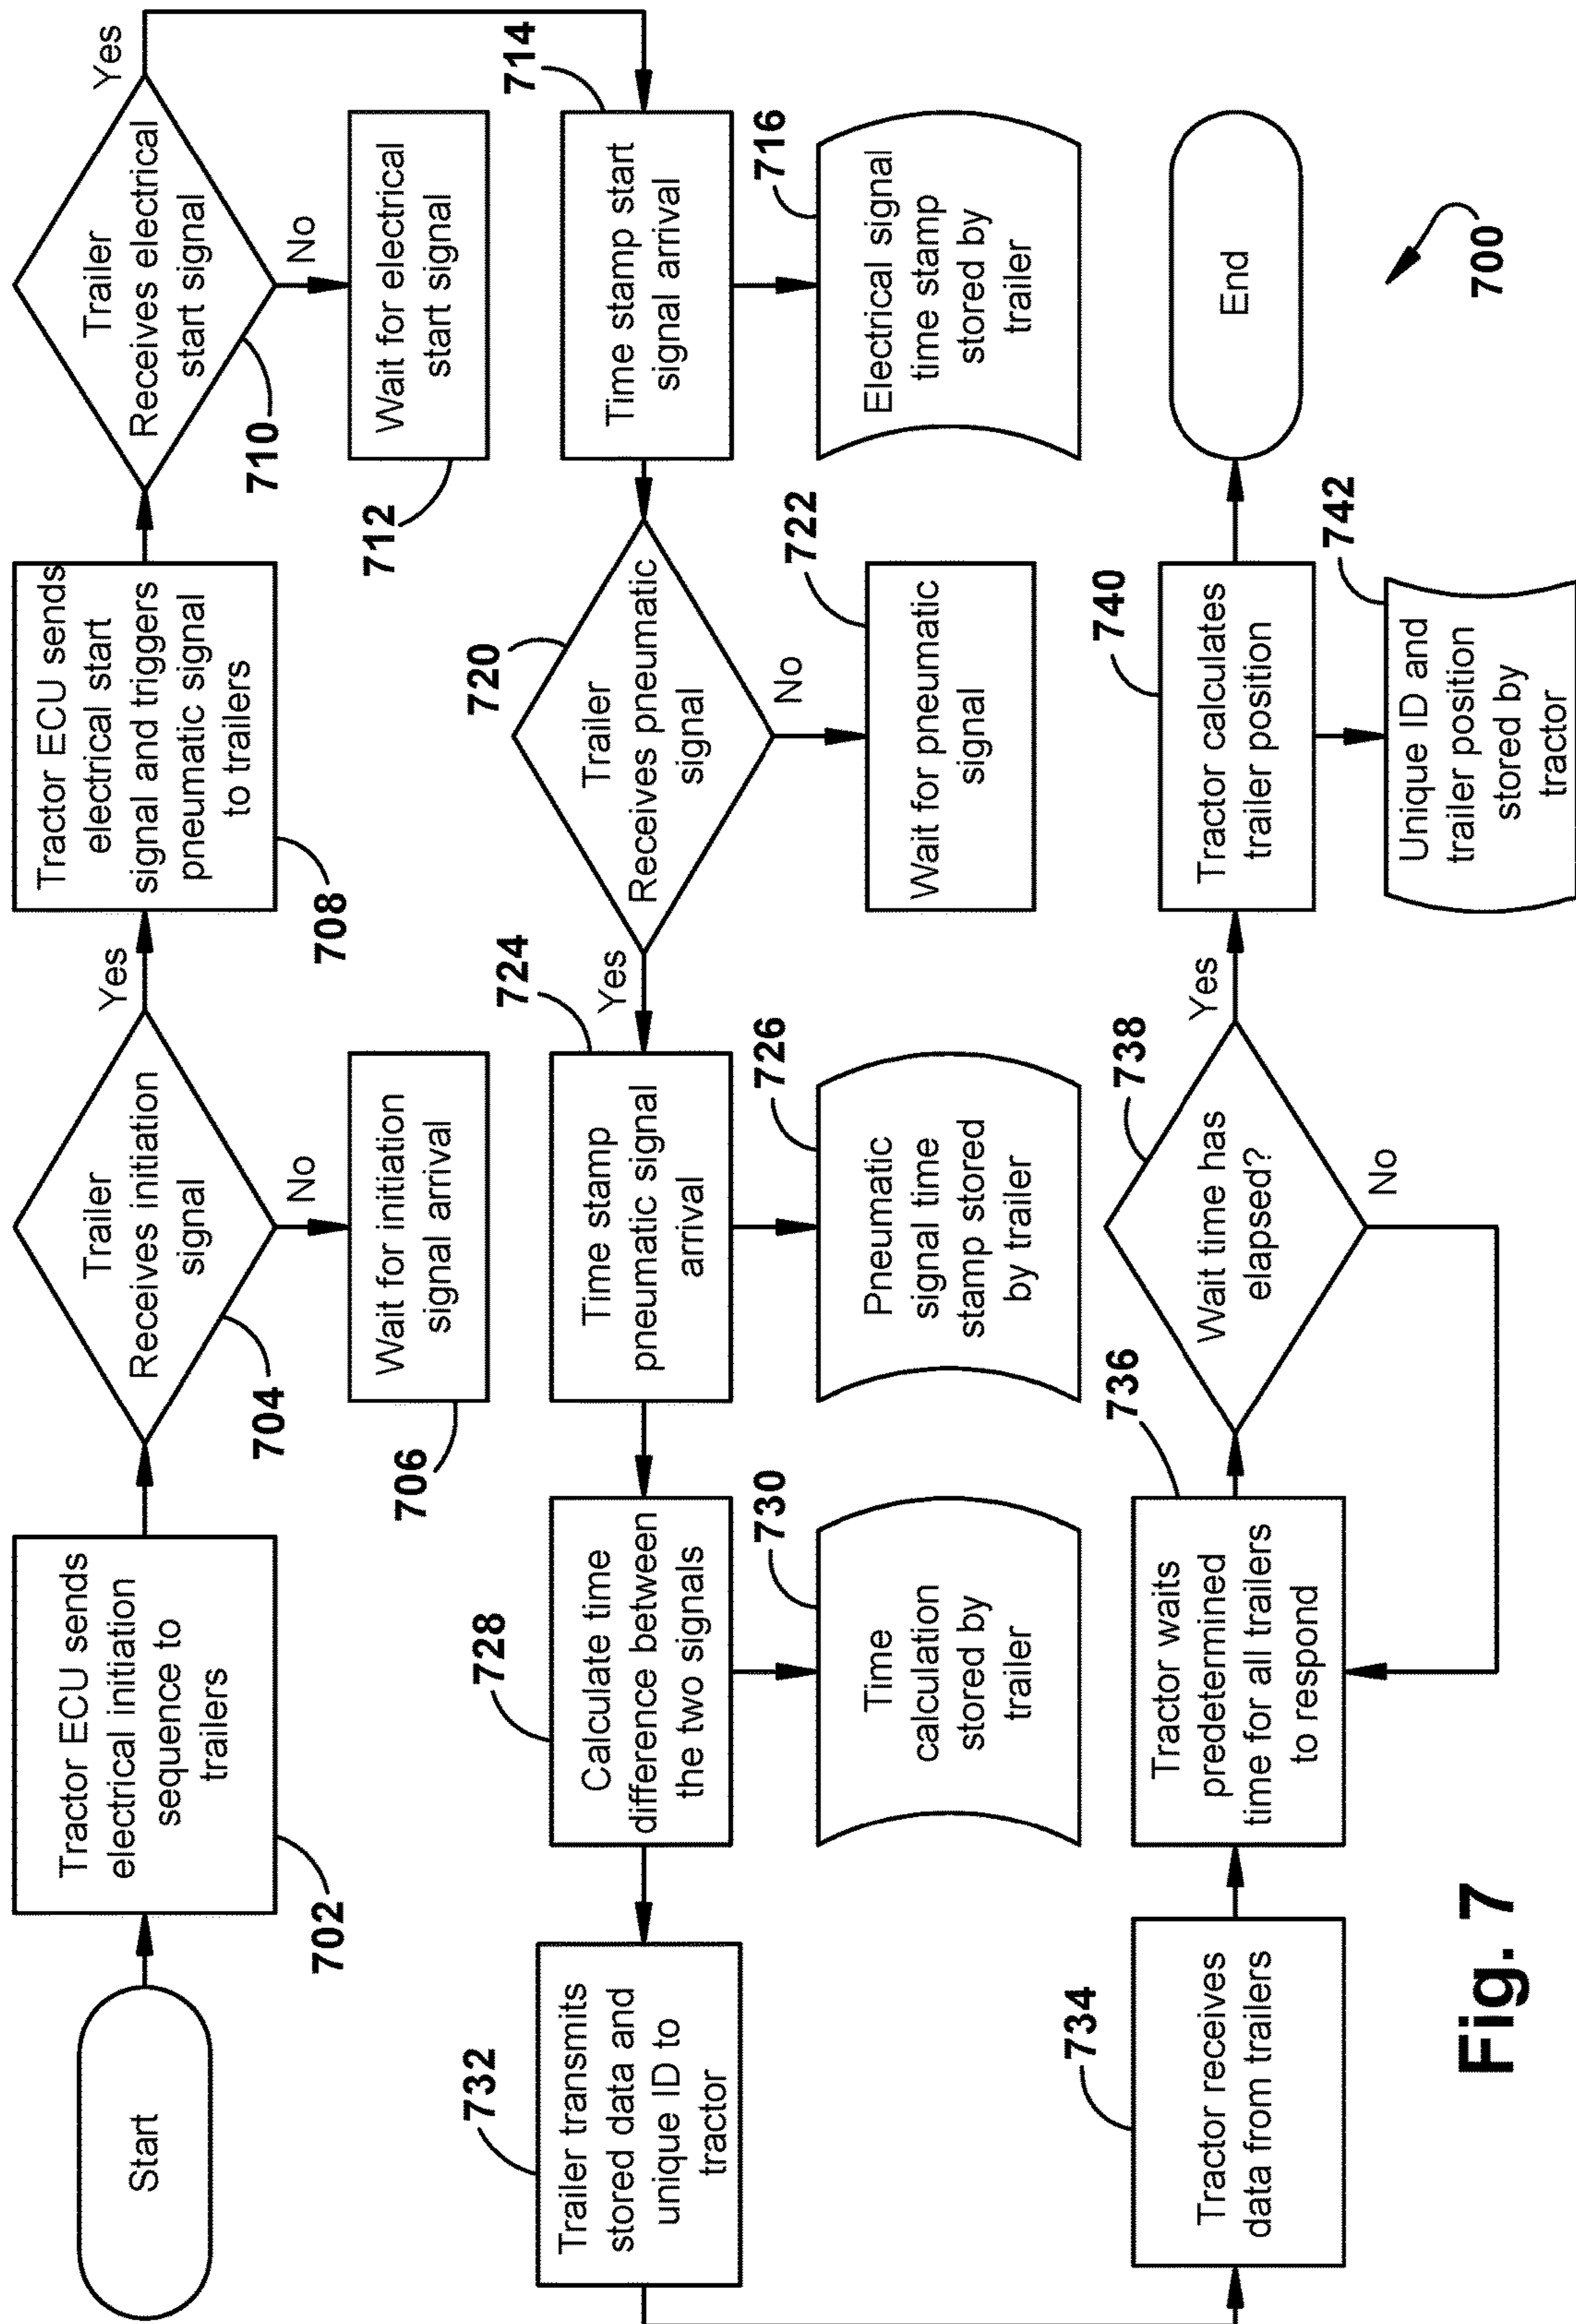 Start
Tractor ECU sends
electrical initiation
sequence to
trailers
702
Trailer
Receives initiation
signal
704
Yes
No
Wait for initiation
signal arrival
706
Tractor ECU sends
electrical start
signal and triggers
pneumatic signal
to trailers
708
Trailer
Receives electrical
start signal
710
Yes
No
Wait for electrical
start signal
712
Time stamp start
signal arrival
714
Electrical signal
time stamp
stored by
trailer
716
Trailer
Receives pneumatic
signal
720
Yes
No
Wait for pneumatic
signal
722
Time stamp
pneumatic signal
arrival
724
Pneumatic
signal time
stamp stored
by trailer
726
Calculate time
difference between
the two signals
728
Time
calculation
stored by
trailer
730
Trailer transmits
stored data and
unique ID to
tractor
732
Tractor receives
data from trailers
734
Tractor waits
predetermined
time for all trailers
to respond
736
Wait time has
elapsed?
738
Yes
No
Tractor calculates
trailer position
740
Unique ID and
trailer position
stored by
tractor
742
End
700
Fig. 7